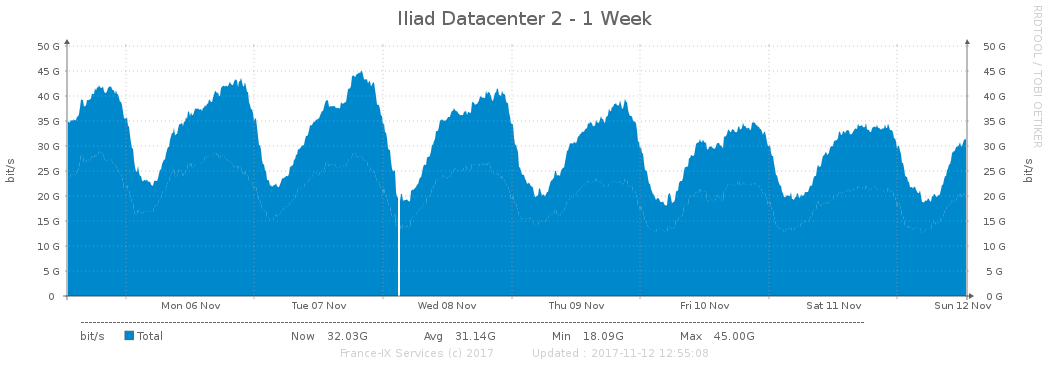 Iliad Datacenter 2 - 1 Week
RRDTOOL / TOBI OETIKER
50 G 50 G
45 G 45 G
40 G 40 G
35 G 35 G
30 G 30 G
25 G 25 G
20 G 20 G
15 G 15 G
10 G 10 G
5 G 5 G
0 0 G
bit/s bit/s
Mon 06 Nov Tue 07 Nov Wed 08 Nov Thu 09 Nov Fri 10 Nov Sat 11 Nov Sun 12 Nov
bit/s Total Now 32.03G Avg 31.14G Min 18.09G Max 45.00G
France-IX Services (c) 2017 Updated : 2017-11-12 12:55:08